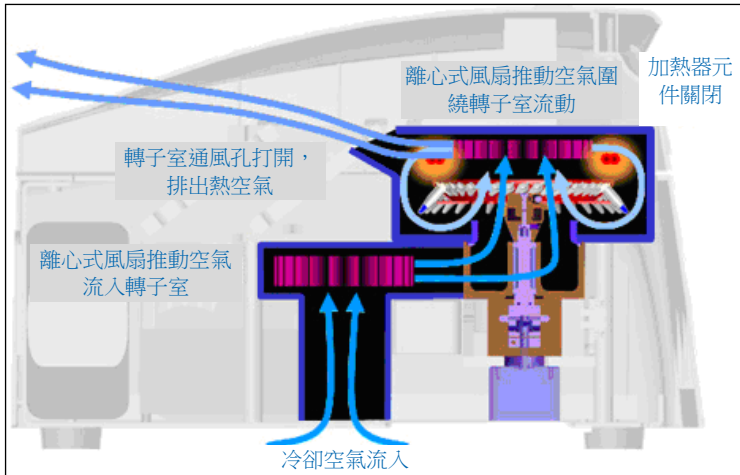 離心式風扇推動空氣圍
繞轉子室流動
加熱器元
件關閉
轉子室通風孔打開，
排出熱空氣
離心式風扇推動空氣
流入轉子室
冷卻空氣流入